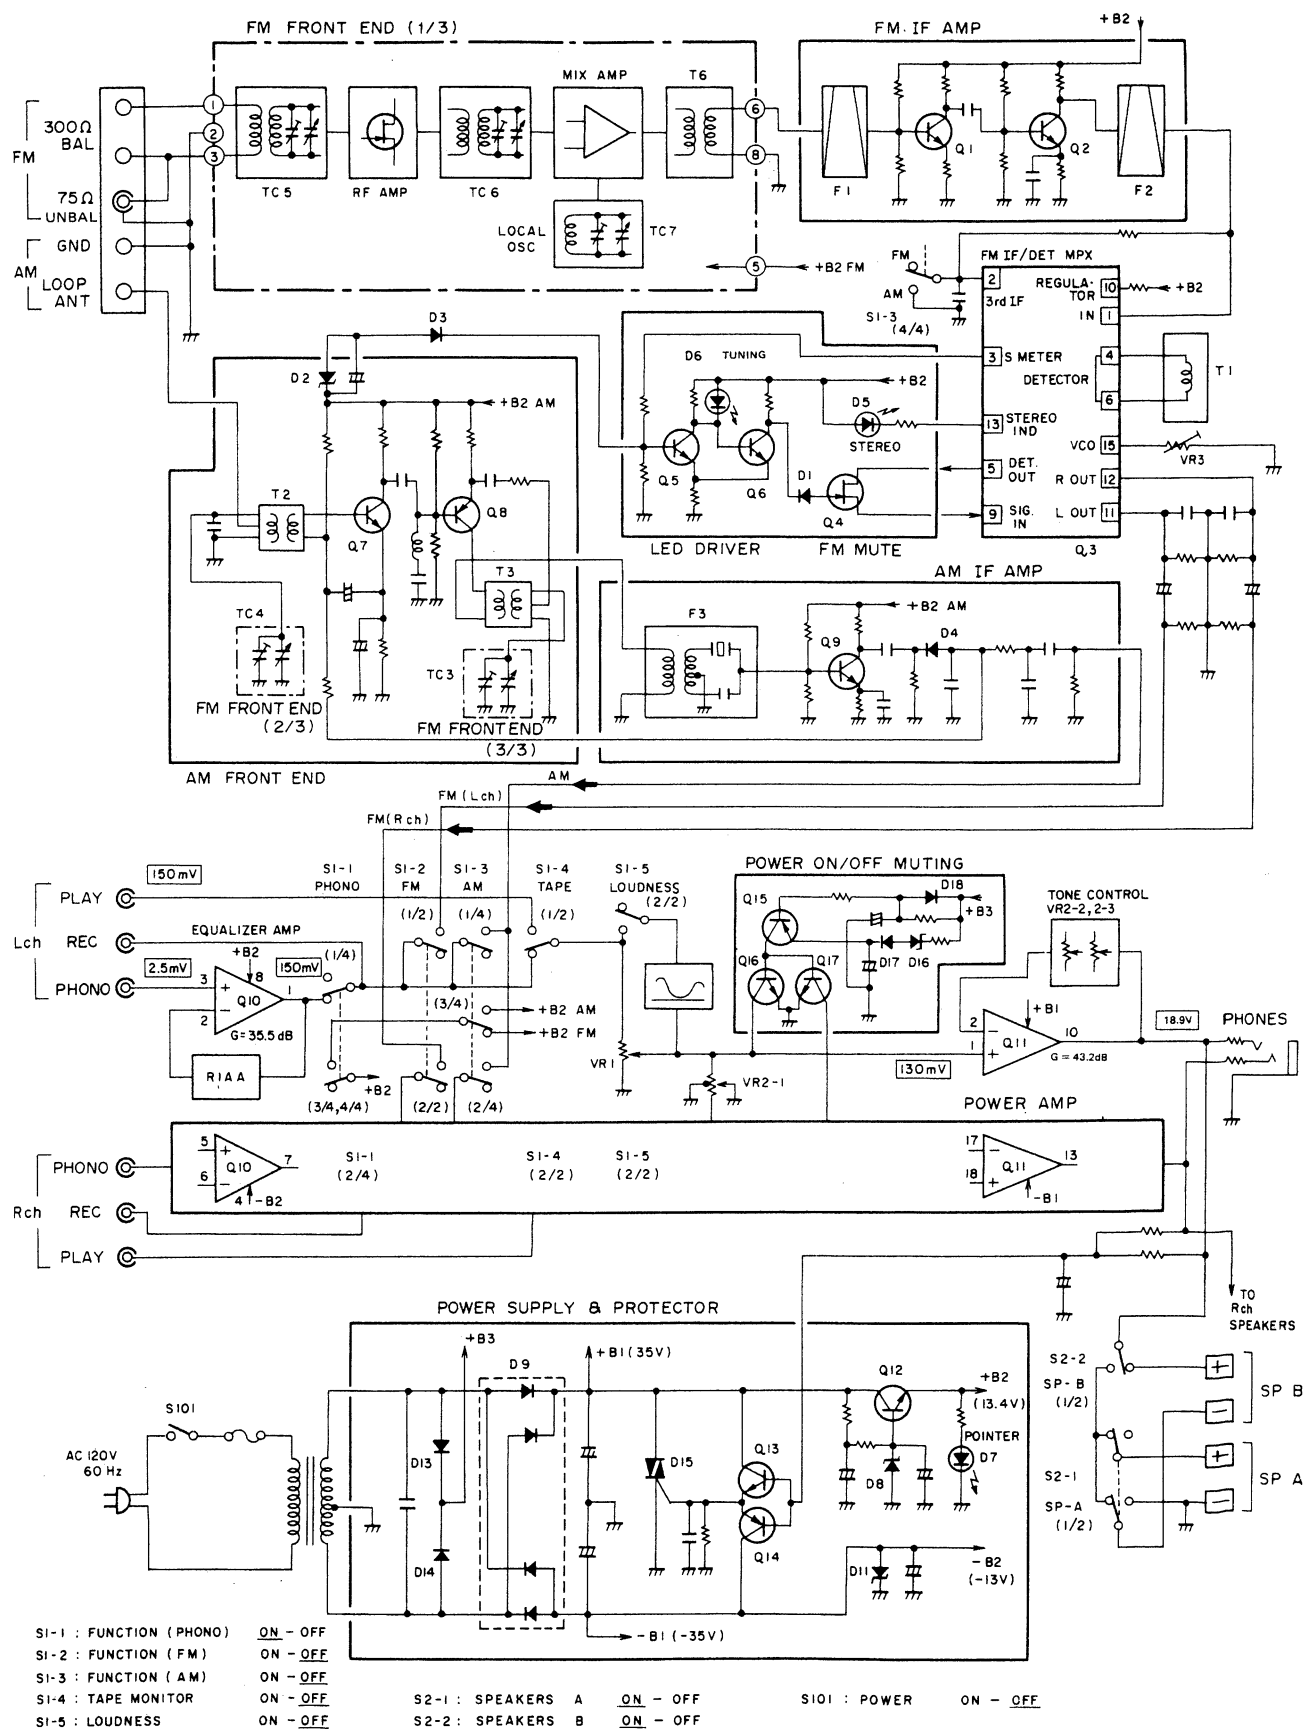 FM FRONT END (1/3)
FM IF AMP
+B2
MIX AMP
T6
300Ω
BAL
FM
75Ω
UNBAL
GND
AM
LOOP
ANT
1
2
3
TC5
RF AMP
TC6
6
8
LOCAL
OSC
TC7
5
+B2 FM
F1
Q1
Q2
F2
FM
AM
S1-3
(4/4)
FM IF/DET MPX
2
3rd IF
REGULA-
TOR
10
+B2
IN
1
3
S METER
4
DETECTOR
6
T1
13
STEREO
IND
VCO
15
VR3
5
DET.
OUT
R OUT
12
9
SIG.
IN
L OUT
11
Q3
D3
D2
+B2 AM
D6
TUNING
+B2
D5
STEREO
Q5
Q6
D1
Q4
LED DRIVER
FM MUTE
T2
Q7
Q8
T3
TC4
FM FRONT END
(2/3)
TC3
FM FRONT END
(3/3)
AM FRONT END
AM IF AMP
+B2 AM
F3
Q9
D4
AM
FM (Lch)
FM(Rch)
150mV
PLAY
Lch
REC
PHONO
2.5mV
EQUALIZER AMP
+B2
3
8
2
1
Q10
G=35.5dB
150mV
RIAA
S1-1
PHONO
(1/4)
S1-2
FM
(1/2)
S1-3
AM
(1/4)
S1-4
TAPE
(1/2)
S1-5
LOUDNESS
(2/2)
(3/4)
+B2 AM
+B2 FM
+B2
(3/4,4/4)
(2/2)
(2/4)
VR1
VR2-1
POWER ON/OFF MUTING
Q15
D18
+B3
Q16
Q17
D17
D16
TONE CONTROL
VR2-2, 2-3
+B1
2
1
10
Q11
G = 43.2dB
130mV
18.9V
PHONES
POWER AMP
Rch
PHONO
REC
PLAY
5
6
7
Q10
4
-B2
S1-1
(2/4)
S1-4
(2/2)
S1-5
(2/2)
17
18
13
Q11
-B1
TO
Rch
SPEAKERS
POWER SUPPLY & PROTECTOR
+B3
+B1 (35V)
D9
Q12
+B2
(13.4V)
S101
AC 120V
60 Hz
D13
D14
D15
Q13
Q14
D8
POINTER
D7
D11
-B2
(-13V)
-B1 (-35V)
S2-2
SP-B
(1/2)
SP B
S2-1
SP-A
(1/2)
SP A
S1-1 : FUNCTION (PHONO) ON - OFF
S1-2 : FUNCTION (FM) ON - OFF
S1-3 : FUNCTION (AM) ON - OFF
S1-4 : TAPE MONITOR ON - OFF
S1-5 : LOUDNESS ON - OFF
S2-1 : SPEAKERS A ON - OFF
S2-2 : SPEAKERS B ON - OFF
S101 : POWER ON - OFF